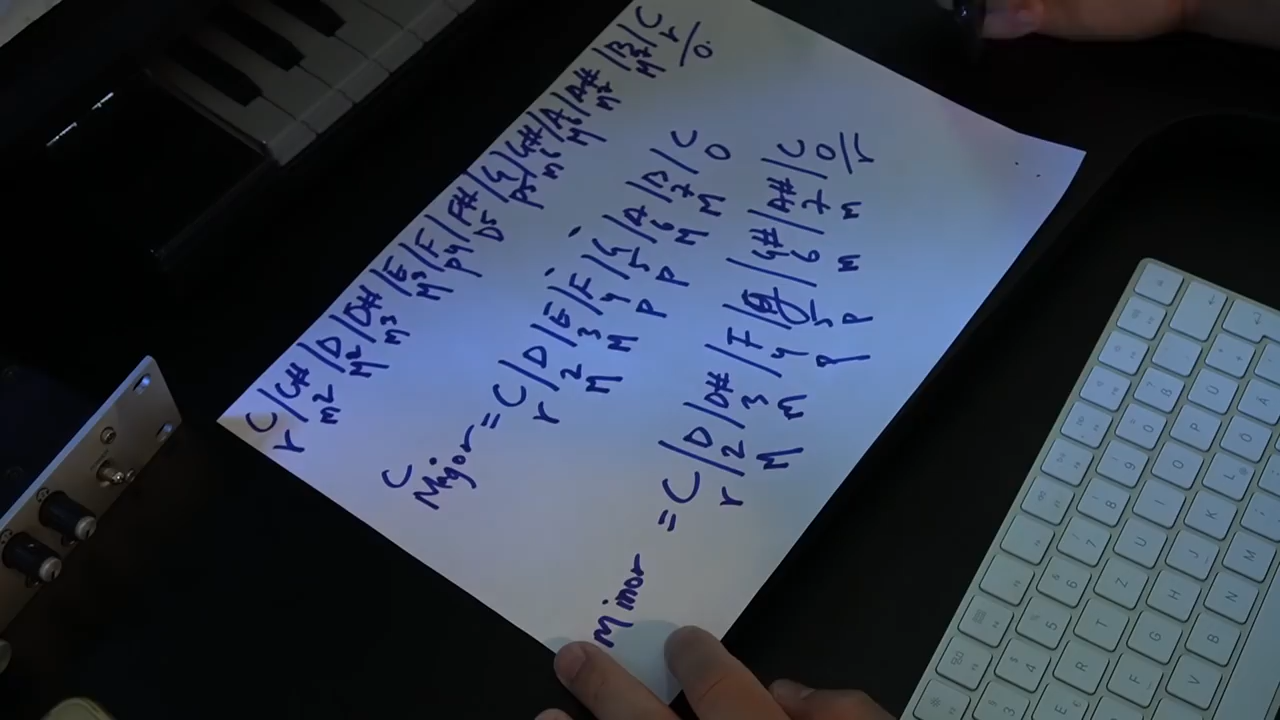 C/C#/D/D#/E/F/F#/G/G#/A/A#/B/C
r m2 M2 m3 M3 P4 D5 P5 m6 M6 m7 M7 r/o.
C
Major = C/D/E/F/G/A/B/C
r/2 3 4 5 6 7 O
M M P P M M
Minor = C/D/D#/F/G/G#/A#/C
r/2 3 4 5 6 7 O/r
M m P P m m